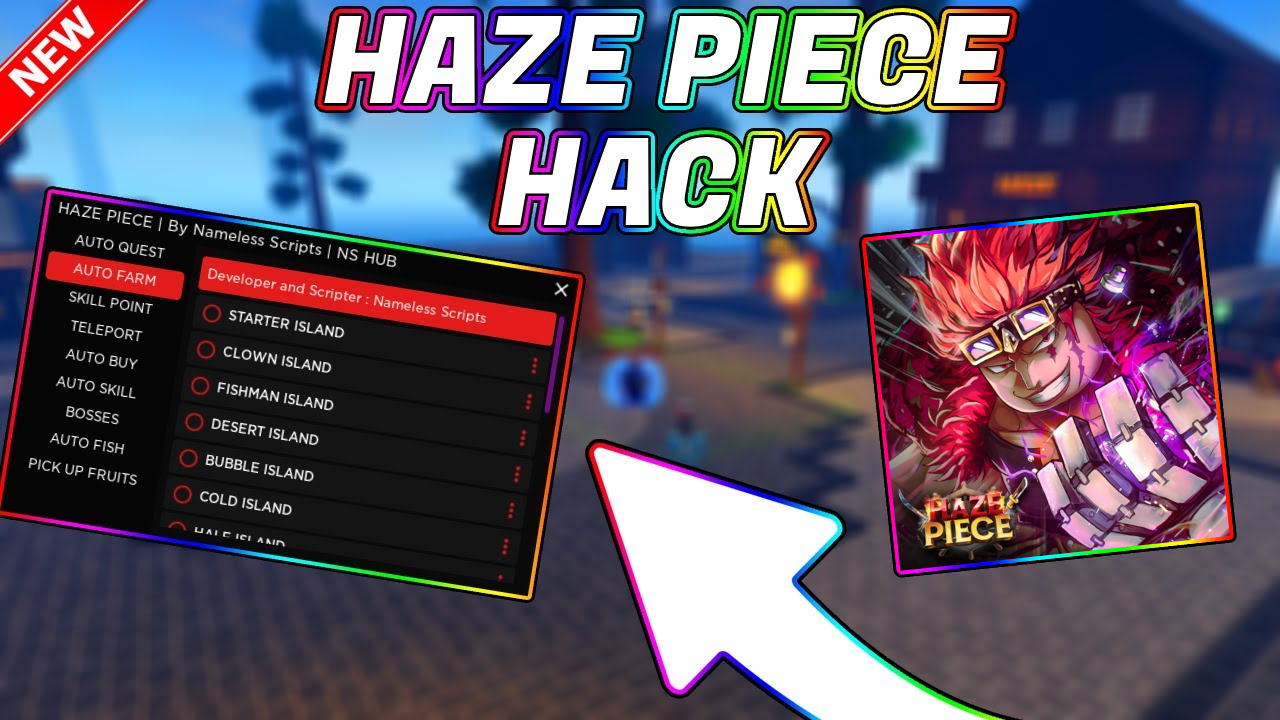 NEW
HAZE PIECE
HACK
HAZE PIECE | By Nameless Scripts | NS HUB
AUTO QUEST
AUTO FARM
SKILL POINT
TELEPORT
AUTO BUY
AUTO SKILL
BOSSES
AUTO FISH
PICK UP FRUITS
Developer and Scripter : Nameless Scripts
STARTER ISLAND
CLOWN ISLAND
FISHMAN ISLAND
DESERT ISLAND
BUBBLE ISLAND
COLD ISLAND
HALF ISLAND
HAZE
PIECE